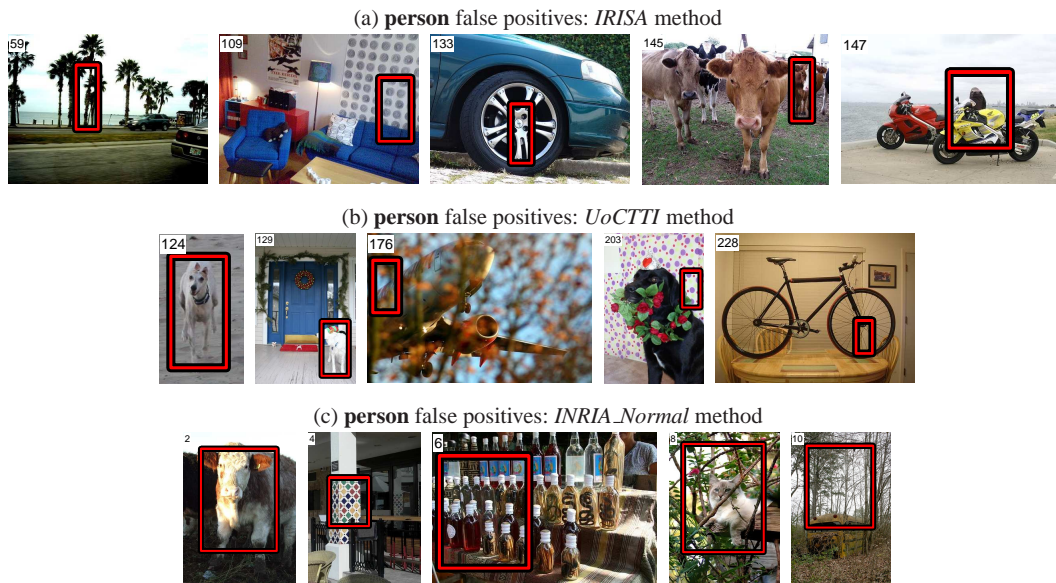 (a) person false positives: IRISA method
59 109 133 145 147
(b) person false positives: UoCTTI method
124 129 176 203 228
(c) person false positives: INRIA_Normal method
2 4 6 8 10